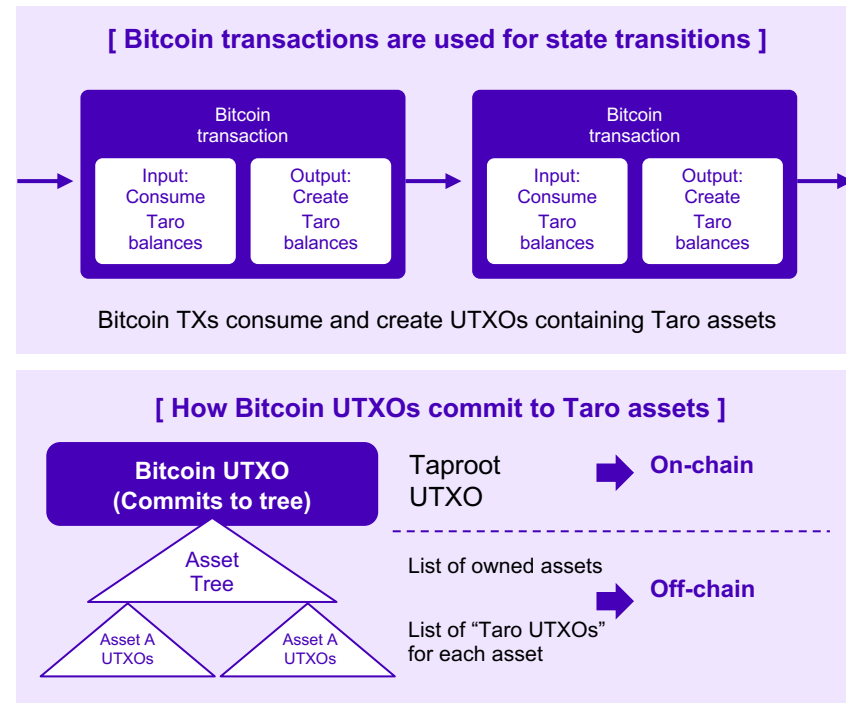 [ Bitcoin transactions are used for state transitions ]
Bitcoin
transaction
Input:
Consume
Taro
balances
Output:
Create
Taro
balances
Bitcoin
transaction
Input:
Consume
Taro
balances
Output:
Create
Taro
balances
Bitcoin TXs consume and create UTXOs containing Taro assets
[ How Bitcoin UTXOs commit to Taro assets ]
Bitcoin UTXO
(Commits to tree)
Taproot
UTXO
On-chain
Asset
Tree
List of owned assets
Off-chain
Asset A
UTXOs
Asset A
UTXOs
List of “Taro UTXOs”
for each asset